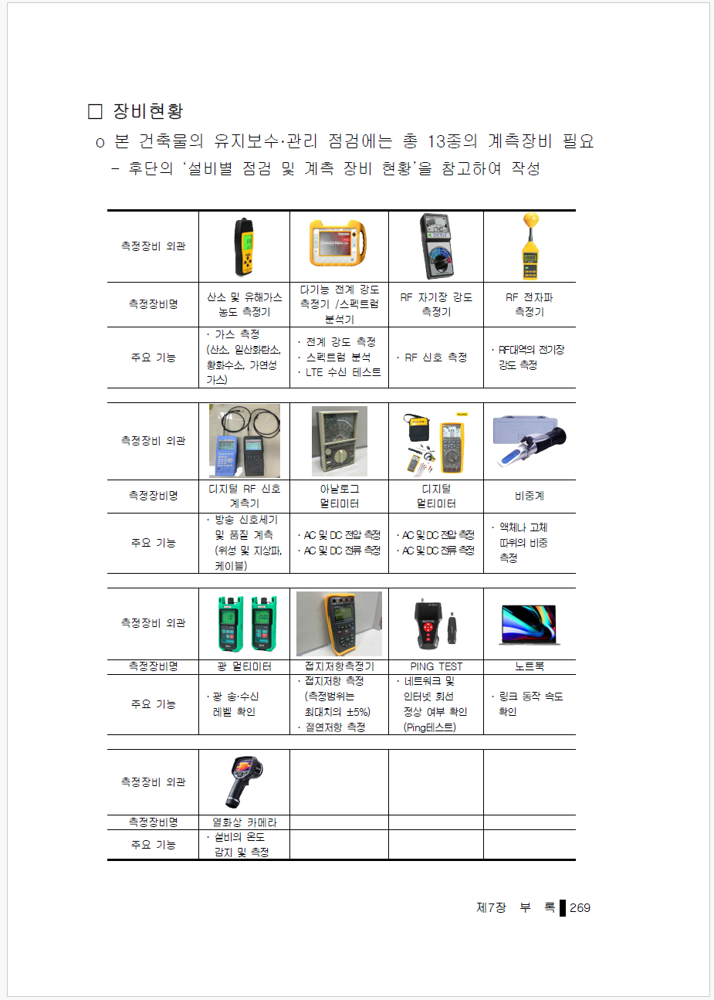 □ 장비현황
o 본 건축물의 유지보수·관리 점검에는 총 13종의 계측장비 필요
- 후단의 ‘설비별 점검 및 계측 장비 현황’을 참고하여 작성
측정장비 외관
측정장비명
산소 및 유해가스
농도 측정기
다기능 전계 강도
측정기 /스펙트럼
분석기
RF 자기장 강도
측정기
RF 전자파
측정기
주요 기능
· 가스 측정
(산소, 일산화탄소,
황화수소, 가연성
가스)
· 전계 강도 측정
· 스펙트럼 분석
· LTE 수신 테스트
· RF 신호 측정
· RF대역의 전기장
강도 측정
측정장비 외관
FLUKE
측정장비명
디지털 RF 신호
계측기
아날로그
멀티미터
디지털
멀티미터
비중계
주요 기능
· 방송 신호세기
및 품질 계측
(위성 및 지상파,
케이블)
· AC 및 DC 전압 측정
· AC 및 DC 전류 측정
· AC 및 DC 전압 측정
· AC 및 DC 전류 측정
· 액체나 고체
따위의 비중
측정
측정장비 외관
측정장비명
광 멀티미터
접지저항측정기
PING TEST
노트북
주요 기능
· 광 송·수신
레벨 확인
· 접지저항 측정
(측정범위는
최대치의 ±5%)
· 절연저항 측정
· 네트워크 및
인터넷 회선
정상 여부 확인
(Ping테스트)
· 링크 동작 속도
확인
측정장비 외관
측정장비명
열화상 카메라
주요 기능
· 설비의 온도
감지 및 측정
제7장 부 록 269